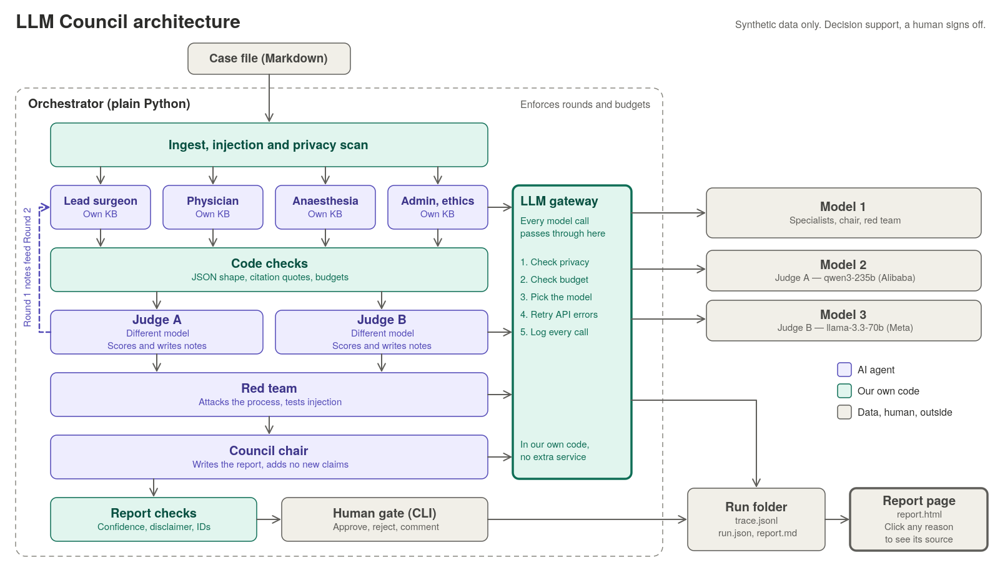 LLM Council architecture
Synthetic data only. Decision support, a human signs off.
Case file (Markdown)
Orchestrator (plain Python)
Enforces rounds and budgets
Ingest, injection and privacy scan
Lead surgeon
Own KB
Physician
Own KB
Anaesthesia
Own KB
Admin, ethics
Own KB
Round 1 notes feed Round 2
Code checks
JSON shape, citation quotes, budgets
Judge A
Different model
Scores and writes notes
Judge B
Different model
Scores and writes notes
Red team
Attacks the process, tests injection
Council chair
Writes the report, adds no new claims
Report checks
Confidence, disclaimer, IDs
Human gate (CLI)
Approve, reject, comment
LLM gateway
Every model call
passes through here
1. Check privacy
2. Check budget
3. Pick the model
4. Retry API errors
5. Log every call
In our own code,
no extra service
Model 1
Specialists, chair, red team
Model 2
Judge A — qwen3-235b (Alibaba)
Model 3
Judge B — llama-3.3-70b (Meta)
AI agent
Our own code
Data, human, outside
Run folder
trace.jsonl
run.json, report.md
Report page
report.html
Click any reason
to see its source